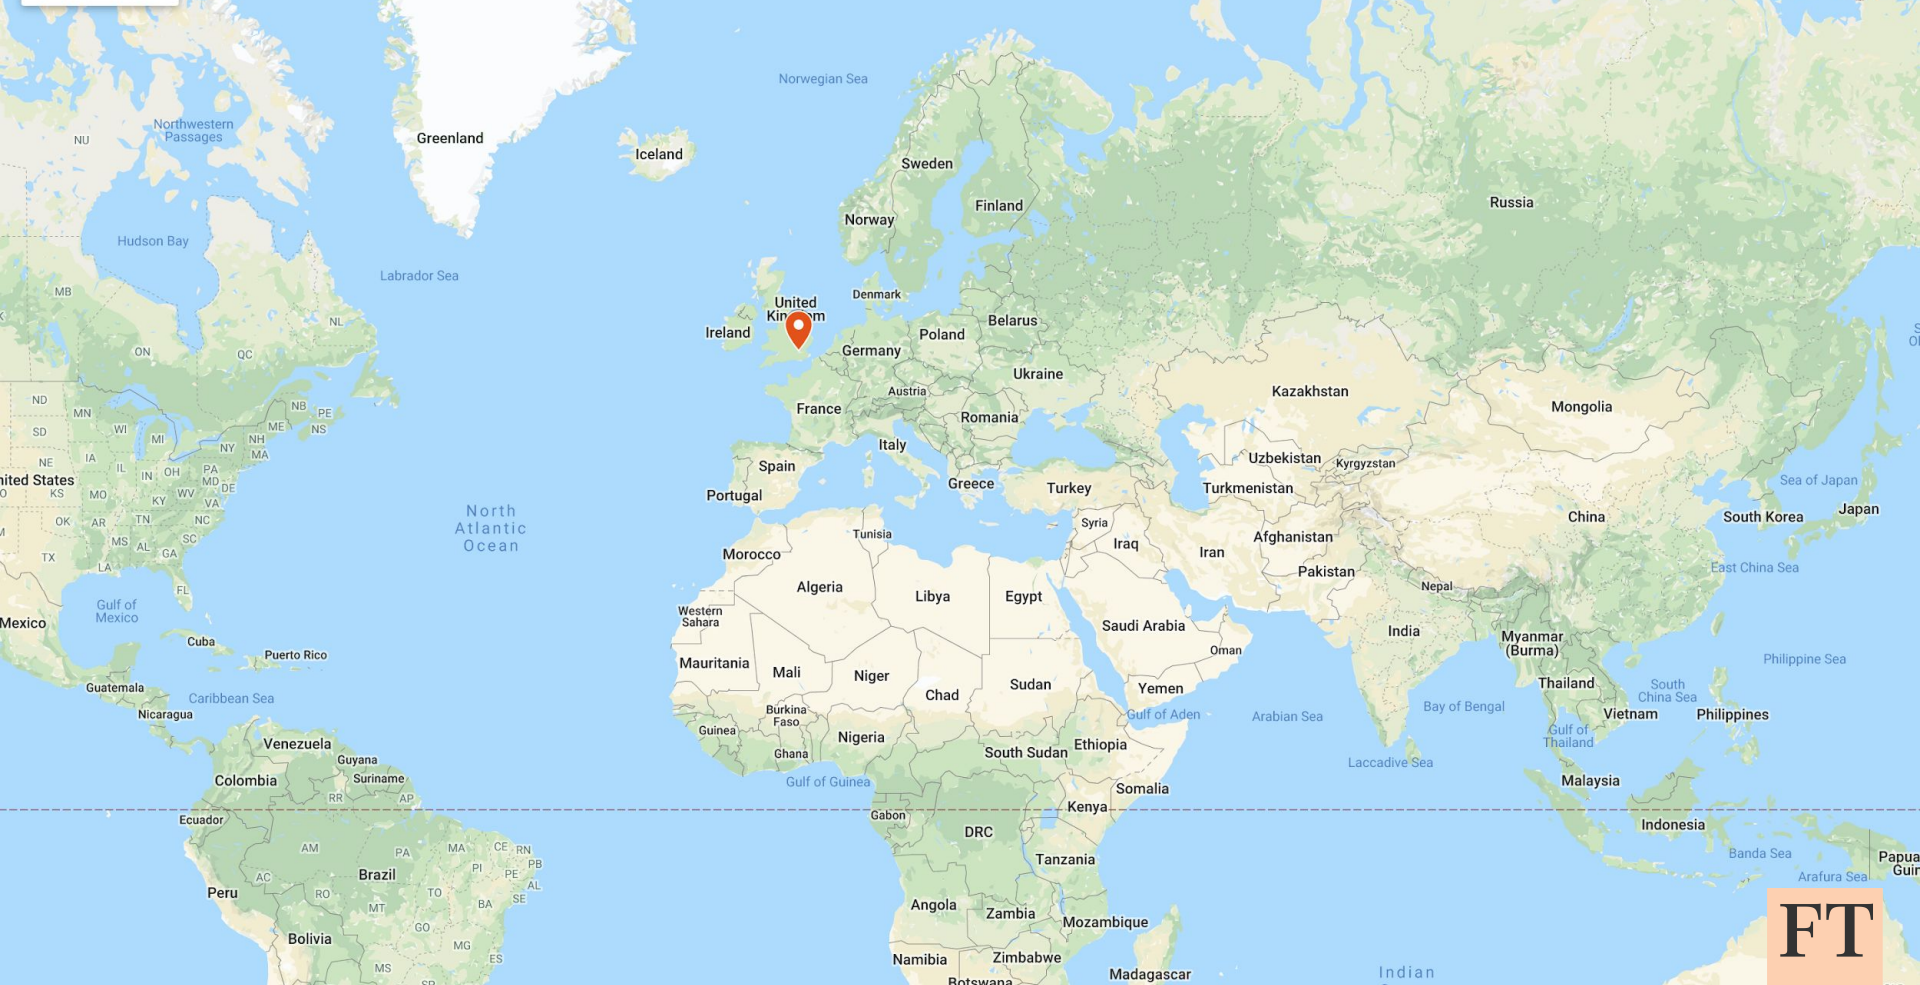 Norwegian Sea
Northwestern
Passages
NU
Greenland
Iceland
Sweden
Finland
Norway
Russia
Hudson Bay
Labrador Sea
MB
NL
ON
QC
Denmark
United
Kingdom
Ireland
Belarus
Poland
Germany
Ukraine
Austria
France
Romania
Kazakhstan
Mongolia
ND
MN
NB
PE
ME
NS
SD
WI
MI
NH
NY
MA
Italy
Uzbekistan
Kyrgyzstan
NE
IA
IL
IN
OH
PA
MD
DE
Spain
Portugal
Greece
Turkey
Turkmenistan
Sea of Japan
nited States
KS
MO
KY
WV
VA
North
Atlantic
Ocean
OK
AR
TN
NC
SC
MS
AL
GA
TX
LA
FL
Syria
Iraq
Iran
Afghanistan
Pakistan
China
South Korea
Japan
Tunisia
Morocco
Algeria
Libya
Egypt
Nepal
East China Sea
Gulf of
Mexico
Mexico
Western
Sahara
Saudi Arabia
India
Myanmar
(Burma)
Cuba
Puerto Rico
Oman
Philippine Sea
Mauritania
Mali
Niger
Chad
Sudan
Yemen
Thailand
South
China Sea
Guatemala
Caribbean Sea
Nicaragua
Burkina
Faso
Gulf of Aden
Arabian Sea
Bay of Bengal
Vietnam
Philippines
Guinea
Nigeria
Ghana
South Sudan
Ethiopia
Gulf of
Thailand
Venezuela
Guyana
Suriname
Colombia
Gulf of Guinea
Laccadive Sea
Malaysia
RR
AP
Somalia
Kenya
Ecuador
Gabon
DRC
Indonesia
AM
PA
MA
CE
RN
PB
PI
PE
AL
Tanzania
Banda Sea
Papua
Guin
Arafura Sea
AC
Brazil
Peru
RO
TO
SE
BA
MT
Angola
Zambia
Mozambique
GO
Bolivia
MG
ES
MS
SP
Namibia
Zimbabwe
Botswana
Madagascar
Indian
FT